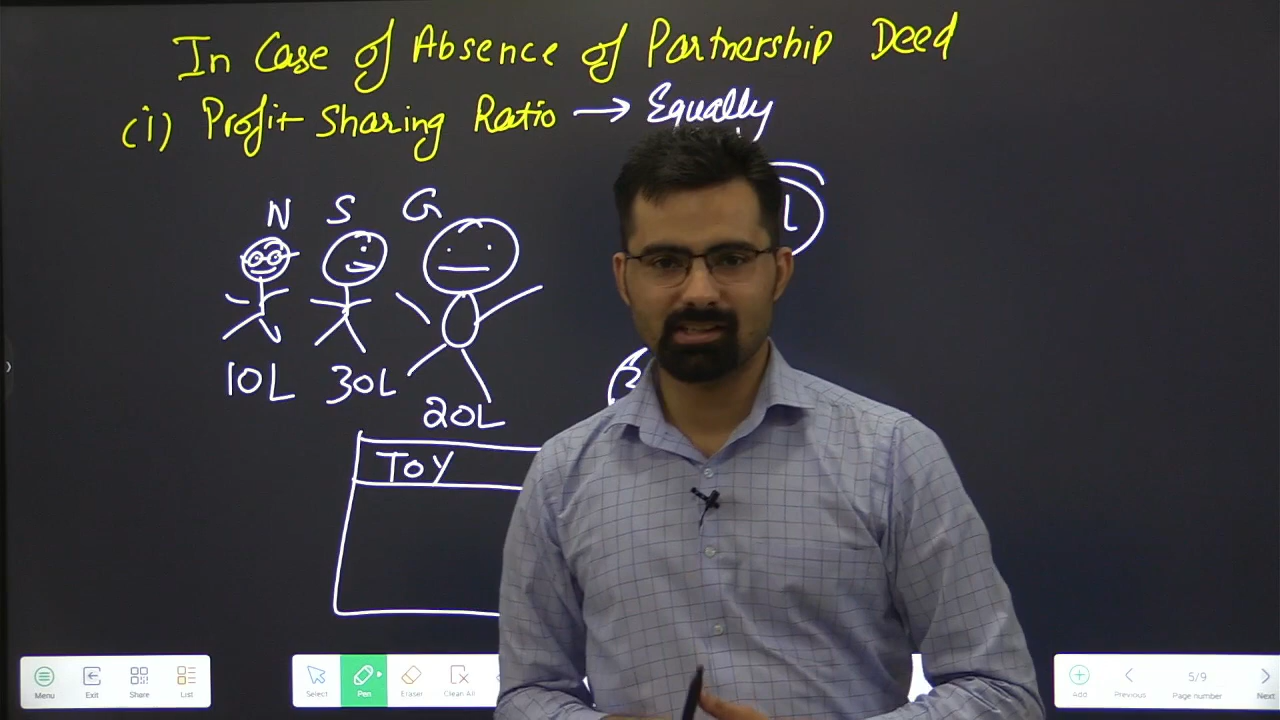 In Case of Absence of Partnership Deed
(i) Profit Sharing Ratio → Equally
N S G
10L 30L 20L
TOY
Menu Exit Share List Select Pen Eraser Clean All Add Previous 5/9 Page number Next